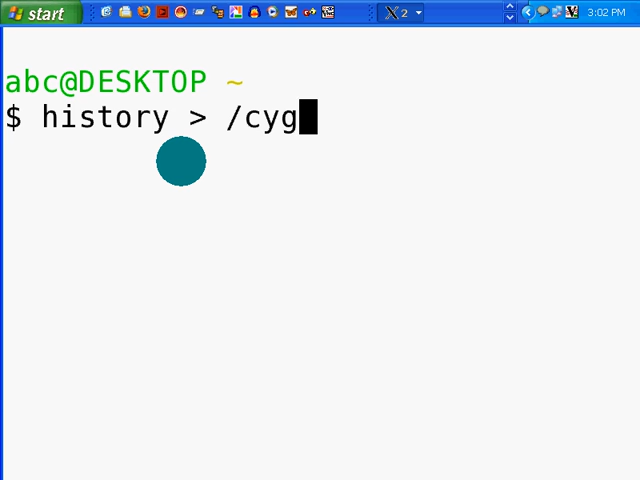 start
X 2
3:02 PM
abc@DESKTOP ~
$ history > /cyg